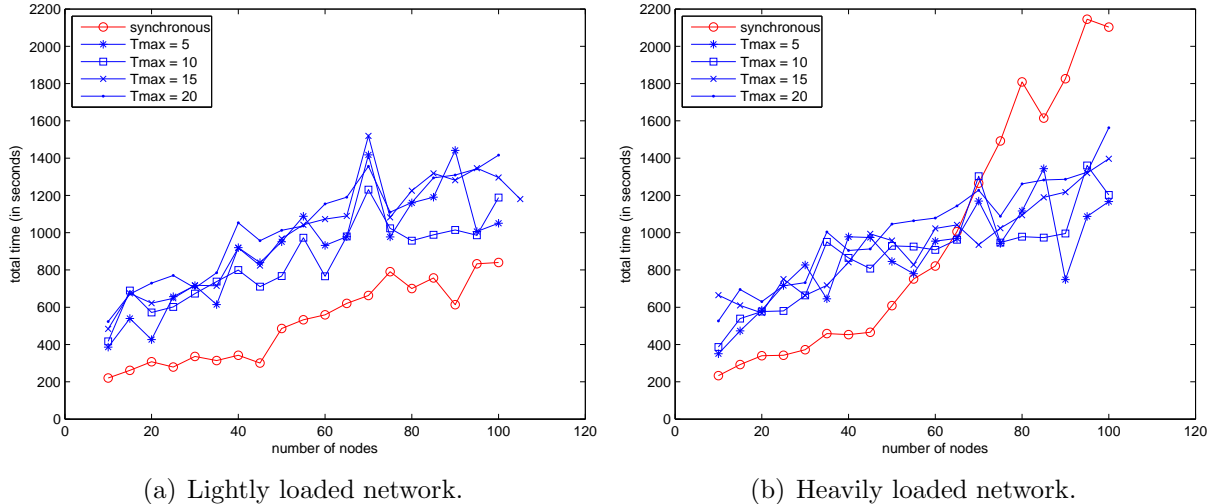 synchronous
Tmax = 5
Tmax = 10
Tmax = 15
Tmax = 20
total time (in seconds)
2200
2000
1800
1600
1400
1200
1000
800
600
400
200
0
0 20 40 60 80 100 120
number of nodes
(a) Lightly loaded network.
synchronous
Tmax = 5
Tmax = 10
Tmax = 15
Tmax = 20
total time (in seconds)
2200
2000
1800
1600
1400
1200
1000
800
600
400
200
0
0 20 40 60 80 100 120
number of nodes
(b) Heavily loaded network.